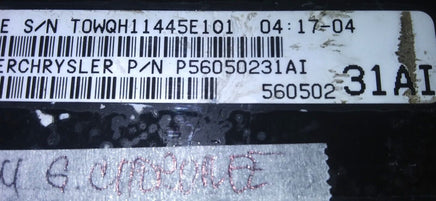 E S/N T0WQH11445E101 04:17-04
ERCHRYSLER P/N P56050231AI
560502 31AI
G.